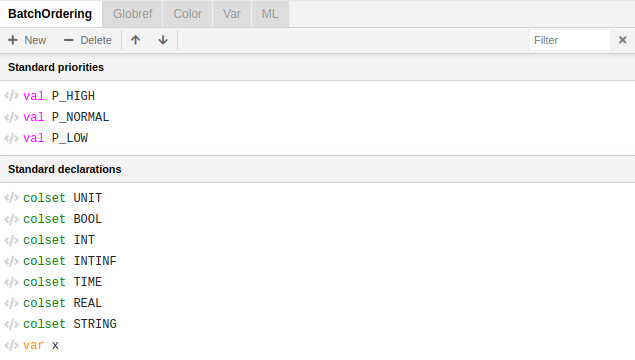 BatchOrdering Globref Color Var ML
New Delete Filter
Standard priorities
val P_HIGH
val P_NORMAL
val P_LOW
Standard declarations
colset UNIT
colset BOOL
colset INT
colset INTINF
colset TIME
colset REAL
colset STRING
var x